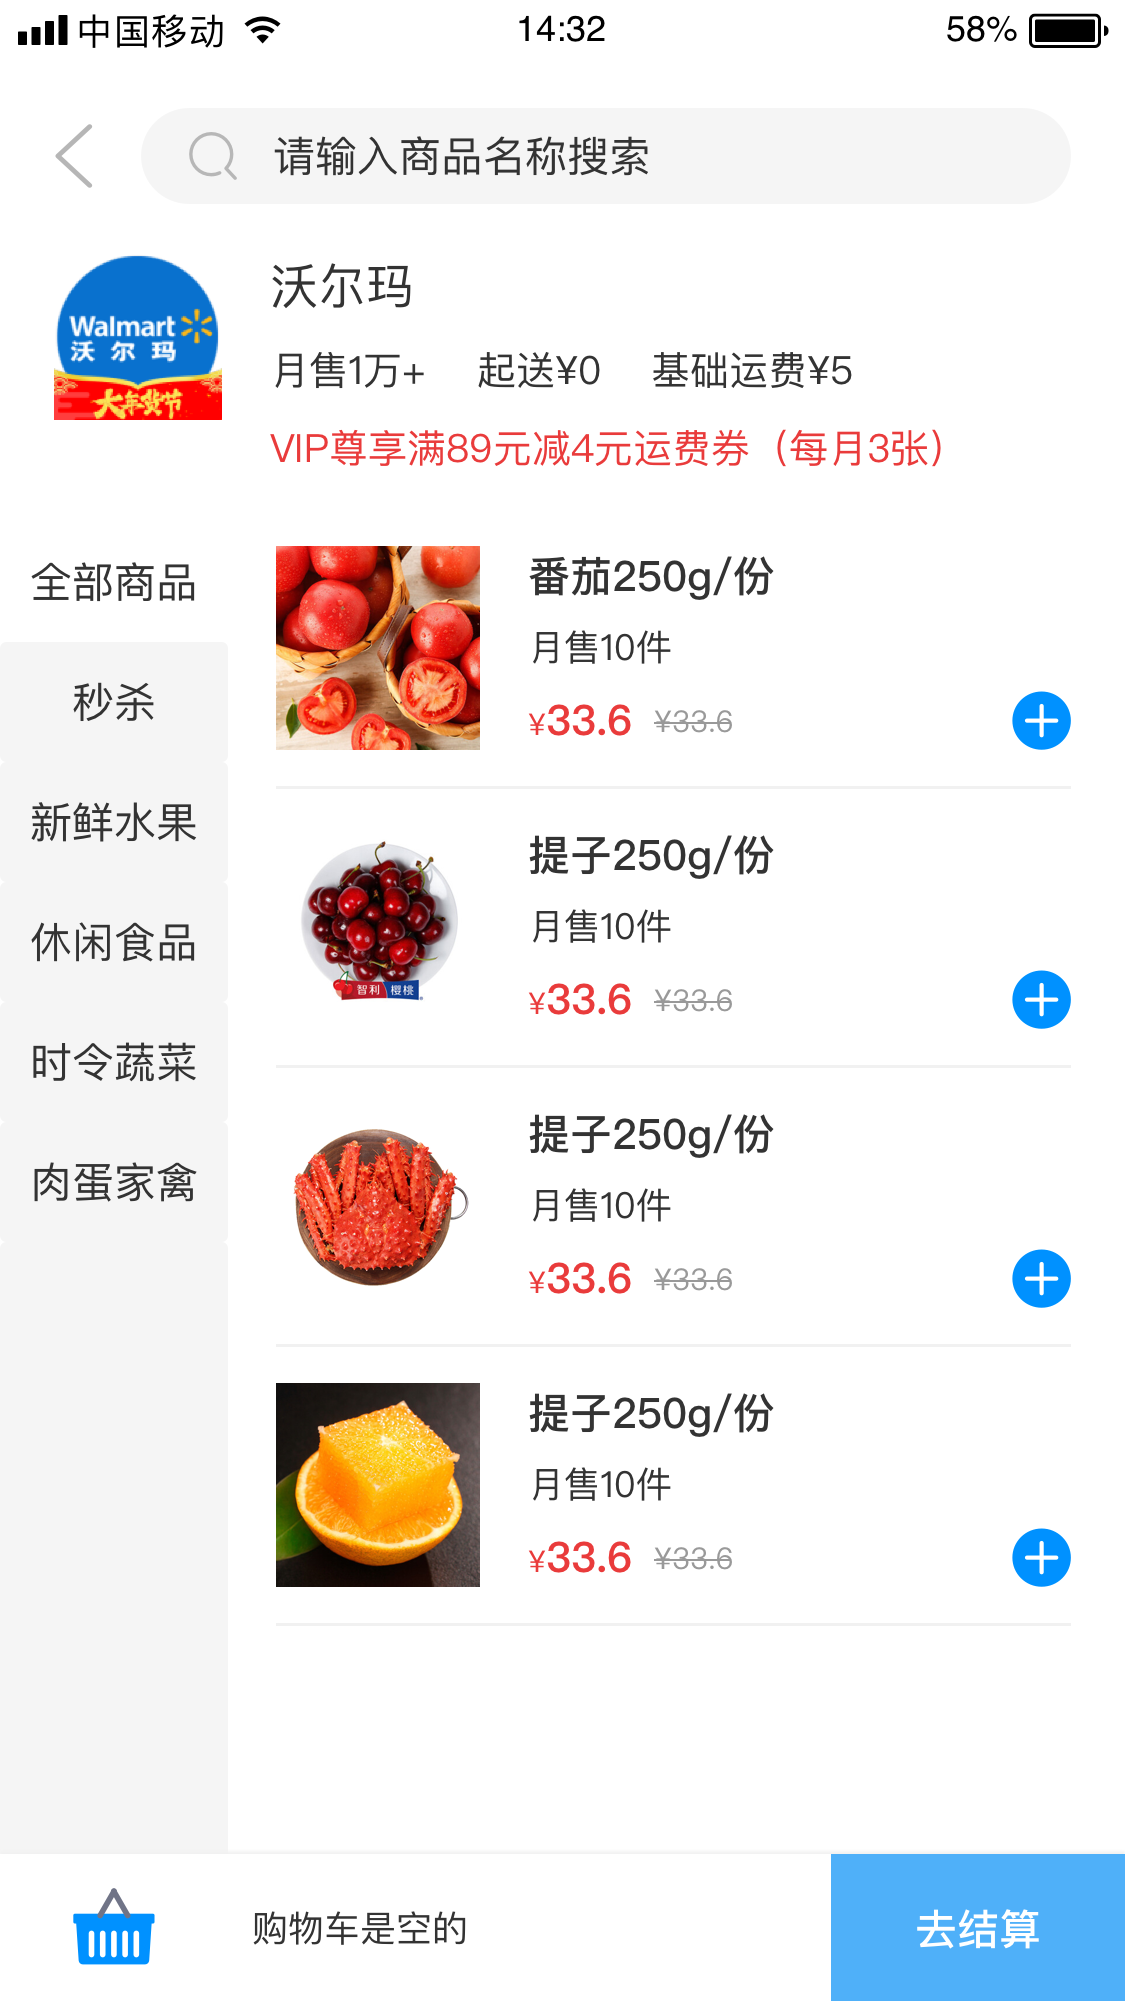 中国移动 14:32 58%
请输入商品名称搜索
Walmart
沃尔玛
大年货节
沃尔玛
月售1万+ 起送¥0 基础运费¥5
VIP尊享满89元减4元运费券（每月3张）
全部商品
秒杀
新鲜水果
休闲食品
时令蔬菜
肉蛋家禽
番茄250g/份
月售10件
¥33.6 ¥33.6
智利 樱桃
提子250g/份
月售10件
¥33.6 ¥33.6
提子250g/份
月售10件
¥33.6 ¥33.6
提子250g/份
月售10件
¥33.6 ¥33.6
购物车是空的
去结算